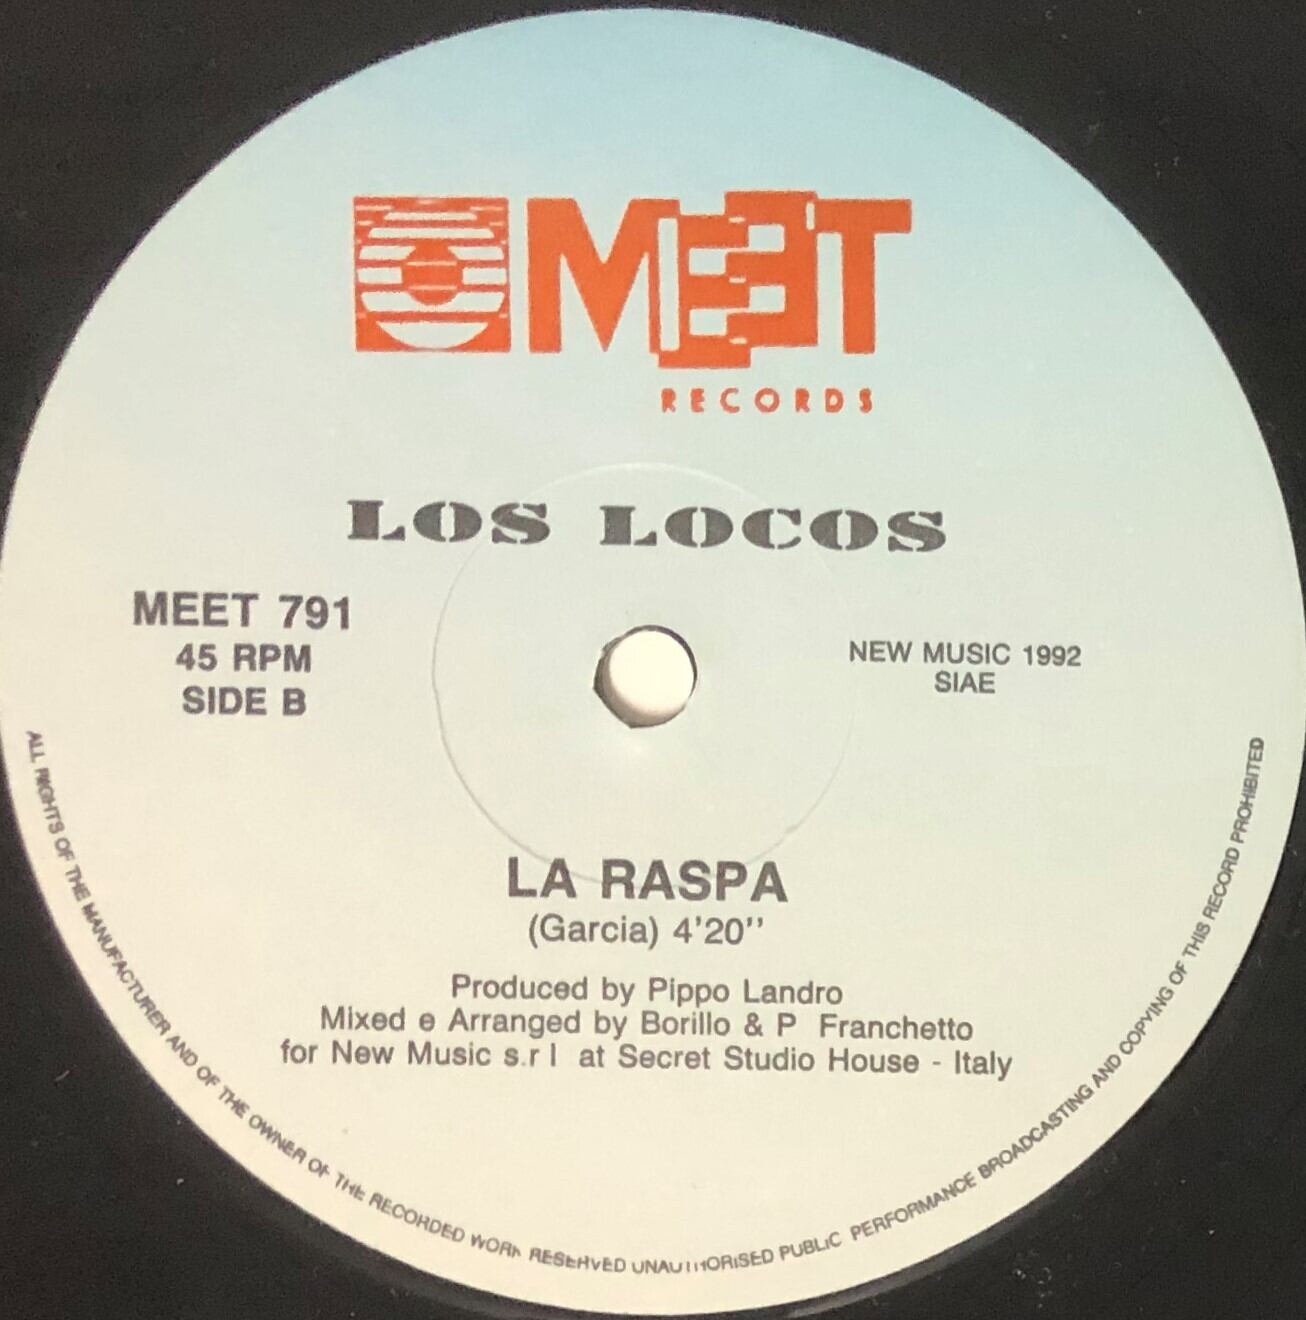 MEET
RECORDS
LOS LOCOS
MEET 791
45 RPM
SIDE B
NEW MUSIC 1992
SIAE
LA RASPA
(Garcia) 4'20''
Produced by Pippo Landro
Mixed e Arranged by Borillo & P Franchetto
for New Music s.r l at Secret Studio House - Italy
ALL RIGHTS OF THE MANUFACTURER AND OF THE OWNER OF THE RECORDED WORK RESERVED UNAUTHORISED PUBLIC PERFORMANCE BROADCASTING AND COPYING OF THIS RECORD PROHIBITED